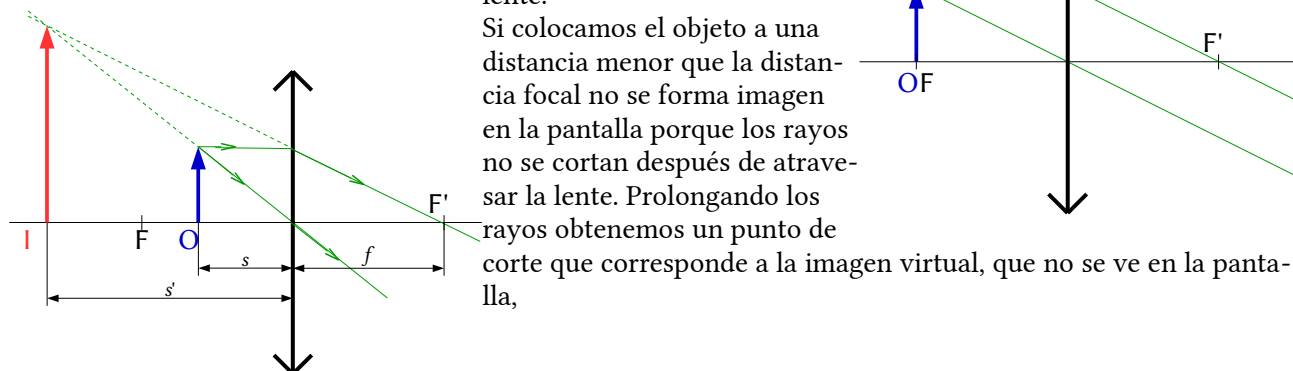 lente.
Si colocamos el objeto a una
distancia menor que la distan-
cia focal no se forma imagen
en la pantalla porque los rayos
no se cortan después de atrave-
sar la lente. Prolongando los
rayos obtenemos un punto de
corte que corresponde a la imagen virtual, que no se ve en la panta-
lla,
I
F
O
F'
s
f
s'
F'
OF